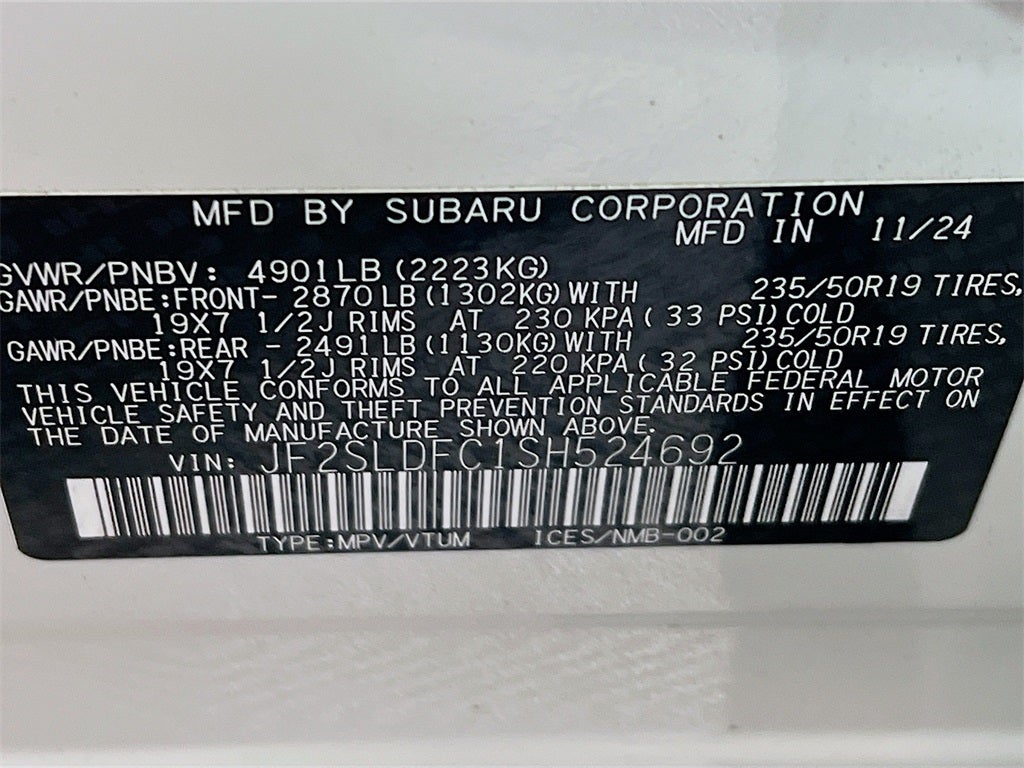 MFD BY SUBARU CORPORATION
MFD IN 11/24
GVWR/PNBV: 4901LB (2223KG)
GAWR/PNBE:FRONT- 2870LB(1302KG)WITH 235/50R19 TIRES,
19X7 1/2J RIMS AT 230 KPA( 33 PSI)COLD
GAWR/PNBE:REAR - 2491LB(1130KG)WITH 235/50R19 TIRES,
19X7 1/2J RIMS AT 220 KPA(32 PSI)COLD
THIS VEHICLE CONFORMS TO ALL APPLICABLE FEDERAL MOTOR
VEHICLE SAFETY AND THEFT PREVENTION STANDARDS IN EFFECT ON
THE DATE OF MANUFACTURE SHOWN ABOVE.
VIN: JF2SLDFC1SH524692
TYPE:MPV/VTUM ICES/NMB-002